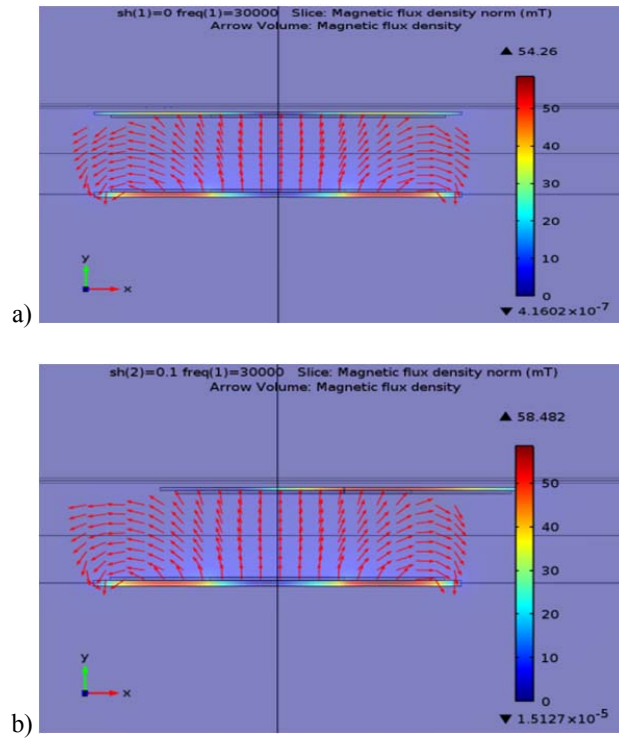 sh(1)=0 freq(1)=30000 Slice: Magnetic flux density norm (mT)
Arrow Volume: Magnetic flux density
▲ 54.26
50
40
30
20
10
0
y
x
a)
▼ 4.1602×10⁻⁷
sh(2)=0.1 freq(1)=30000 Slice: Magnetic flux density norm (mT)
Arrow Volume: Magnetic flux density
▲ 58.482
50
40
30
20
10
0
y
x
b)
▼ 1.5127×10⁻⁵